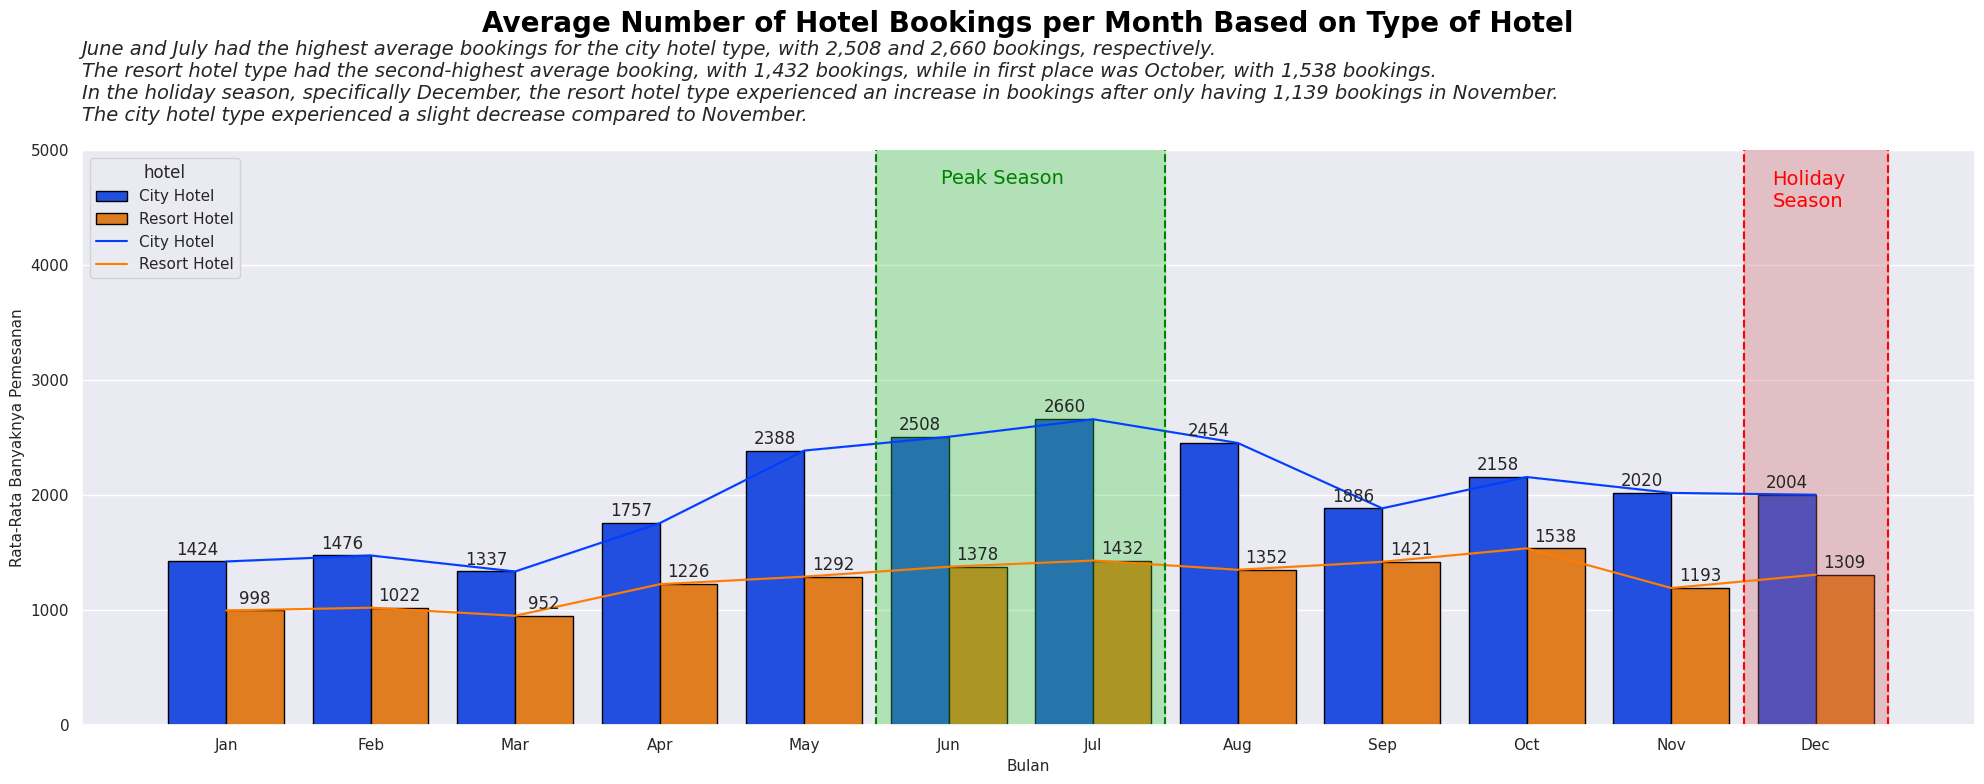 Average Number of Hotel Bookings per Month Based on Type of Hotel
June and July had the highest average bookings for the city hotel type, with 2,508 and 2,660 bookings, respectively.
The resort hotel type had the second-highest average booking, with 1,432 bookings, while in first place was October, with 1,538 bookings.
In the holiday season, specifically December, the resort hotel type experienced an increase in bookings after only having 1,139 bookings in November.
The city hotel type experienced a slight decrease compared to November.
hotel
City Hotel
Resort Hotel
City Hotel
Resort Hotel
Peak Season
Holiday
Season
Rata-Rata Banyaknya Pemesanan
5000
4000
3000
2000
1000
0
1424
998
1476
1022
1337
952
1757
1226
2388
1292
2508
1378
2660
1432
2454
1352
1886
1421
2158
1538
2020
1193
2004
1309
Jan Feb Mar Apr May Jun Jul Aug Sep Oct Nov Dec
Bulan